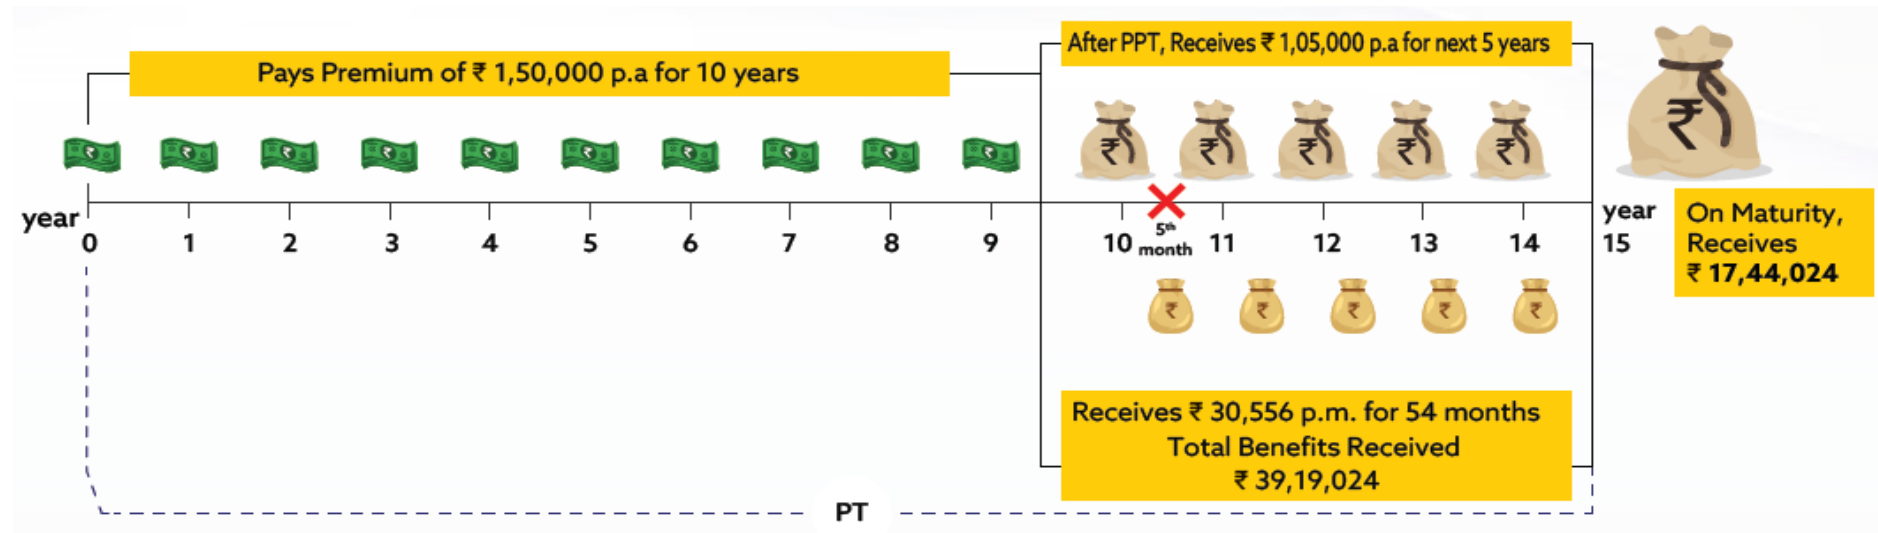 Pays Premium of ₹ 1,50,000 p.a for 10 years
After PPT, Receives ₹ 1,05,000 p.a for next 5 years
₹
₹ ₹ ₹ ₹ ₹ ₹ ₹ ₹ ₹ ₹
₹ ₹ ₹ ₹ ₹
year
0 1 2 3 4 5 6 7 8 9 10
5th
month
11 12 13 14
year
15
On Maturity,
Receives
₹ 17,44,024
₹ ₹ ₹ ₹ ₹
Receives ₹ 30,556 p.m. for 54 months
Total Benefits Received
₹ 39,19,024
PT